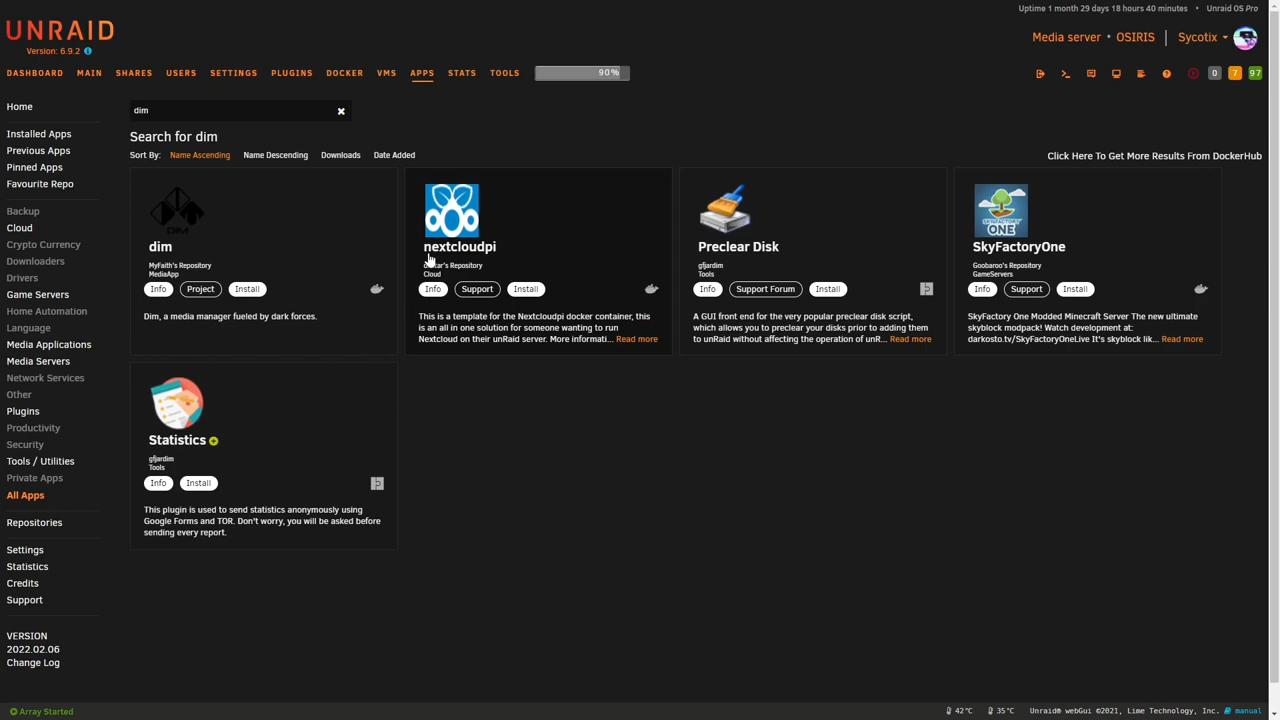 Uptime 1 month 29 days 18 hours 40 minutes • Unraid OS Pro
UNRAID
Version: 6.9.2
Media server • OSIRIS
Sycotix
DASHBOARD MAIN SHARES USERS SETTINGS PLUGINS DOCKER VMS APPS STATS TOOLS
90%
0 7 97
Home
Installed Apps
Previous Apps
Pinned Apps
Favourite Repo
Backup
Cloud
Crypto Currency
Downloaders
Drivers
Game Servers
Home Automation
Language
Media Applications
Media Servers
Network Services
Other
Plugins
Productivity
Security
Tools / Utilities
Private Apps
All Apps
Repositories
Settings
Statistics
Credits
Support
VERSION
2022.02.06
Change Log
dim
Search for dim
Sort By: Name Ascending Name Descending Downloads Date Added
Click Here To Get More Results From DockerHub
DIM
dim
MyFaith's Repository
MediaApp
Info Project Install
Dim, a media manager fueled by dark forces.
nextcloudpi
Repository
Cloud
Info Support Install
This is a template for the Nextcloudpi docker container, this
is an all in one solution for someone wanting to run
Nextcloud on their unRaid server. More informati... Read more
Preclear Disk
gfjardim
Tools
Info Support Forum Install
A GUI front end for the very popular preclear disk script,
which allows you to preclear your disks prior to adding them
to unRaid without affecting the operation of unR... Read more
SKYFACTORY
ONE
SkyFactoryOne
Goobaroo's Repository
GameServers
Info Support Install
SkyFactory One Modded Minecraft Server The new ultimate
skyblock modpack! Watch development at:
darkosto.tv/SkyFactoryOneLive It's skyblock lik... Read more
Statistics
gfjardim
Tools
Info Install
This plugin is used to send statistics anonymously using
Google Forms and TOR. Don't worry, you will be asked before
sending every report.
Array Started
42°C 35°C Unraid® webGui ©2021, Lime Technology, Inc. manual